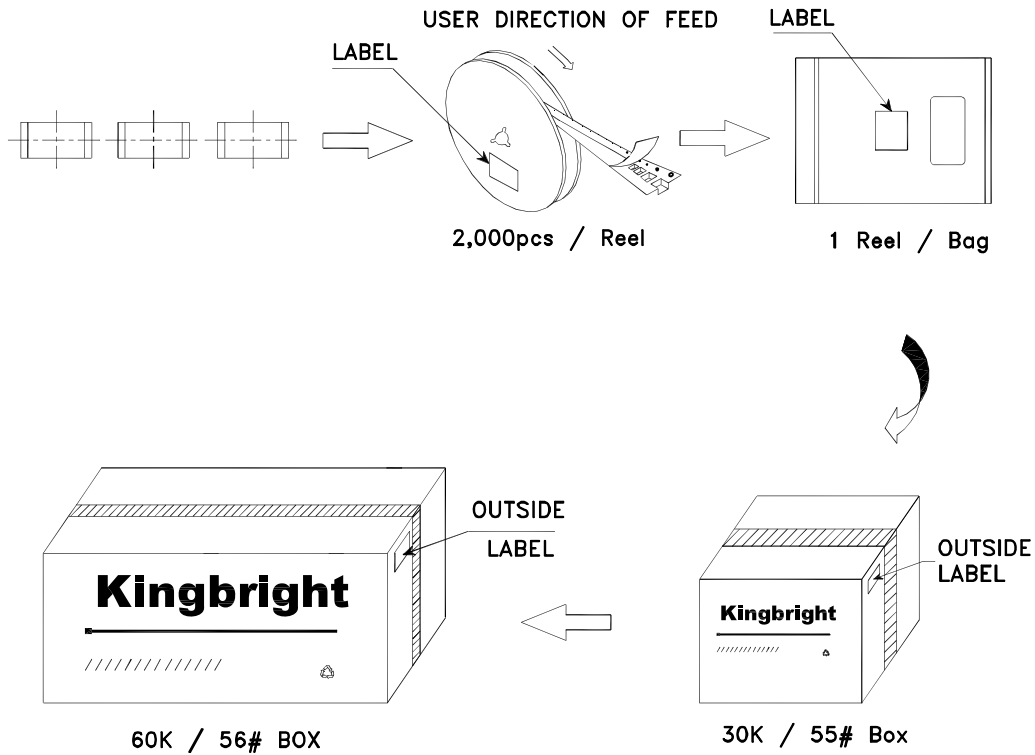 USER DIRECTION OF FEED
LABEL
LABEL
2,000pcs / Reel
1 Reel / Bag
OUTSIDE
LABEL
Kingbright
60K / 56# BOX
OUTSIDE
LABEL
Kingbright
30K / 55# Box